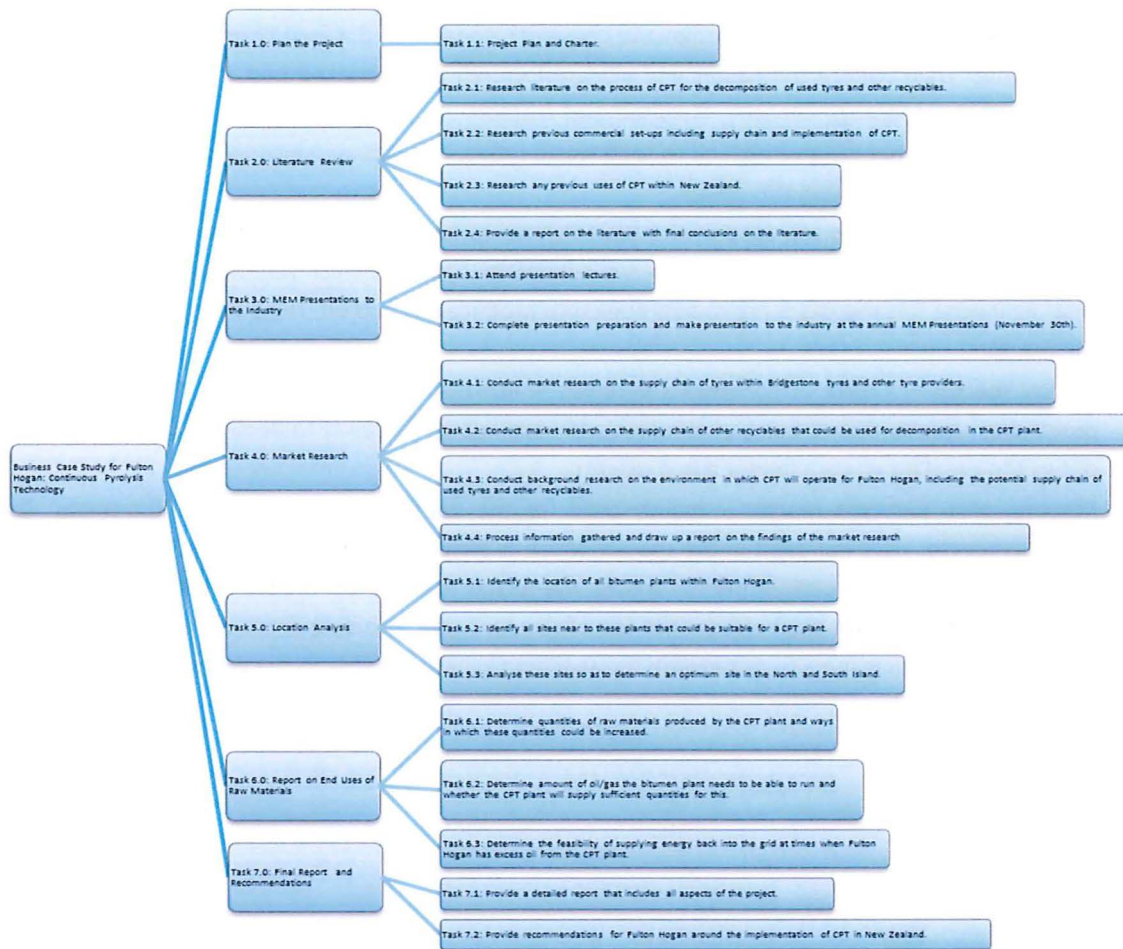 Task 1.0: Plan the Project
Task 1.1: Project Plan and Charter.
Task 2.0: Literature Review
Task 2.1: Research literature on the process of CPT for the decomposition of used tyres and other recyclables.
Task 2.2: Research previous commercial set-ups including supply chain and implementation of CPT.
Task 2.3: Research any previous uses of CPT within New Zealand.
Task 2.4: Provide a report on the literature with final conclusions on the literature.
Task 3.0: MEM Presentations to
the Industry
Task 3.1: Attend presentation lectures.
Task 3.2: Complete presentation preparation and make presentation to the industry at the annual MEM Presentations (November 30th).
Business Case Study for Fulton
Hogan: Continuous Pyrolysis
Technology
Task 4.0: Market Research
Task 4.1: Conduct market research on the supply chain of tyres within Bridgestone tyres and other tyre providers.
Task 4.2: Conduct market research on the supply chain of other recyclables that could be used for decomposition in the CPT plant.
Task 4.3: Conduct background research on the environment in which CPT will operate for Fulton Hogan, including the potential supply chain of
used tyres and other recyclables.
Task 4.4: Process information gathered and draw up a report on the findings of the market research
Task 5.0: Location Analysis
Task 5.1: Identify the location of all bitumen plants within Fulton Hogan.
Task 5.2: Identify all sites near to these plants that could be suitable for a CPT plant.
Task 5.3: Analyse these sites so as to determine an optimum site in the North and South Island.
Task 6.0: Report on End Uses of
Raw Materials
Task 6.1: Determine quantities of raw materials produced by the CPT plant and ways
in which these quantities could be increased.
Task 6.2: Determine amount of oil/gas the bitumen plant needs to be able to run and
whether the CPT plant will supply sufficient quantities for this.
Task 6.3: Determine the feasibility of supplying energy back into the grid at times when Fulton
Hogan has excess oil from the CPT plant.
Task 7.0: Final Report and
Recommendations
Task 7.1: Provide a detailed report that includes all aspects of the project.
Task 7.2: Provide recommendations for Fulton Hogan around the implementation of CPT in New Zealand.